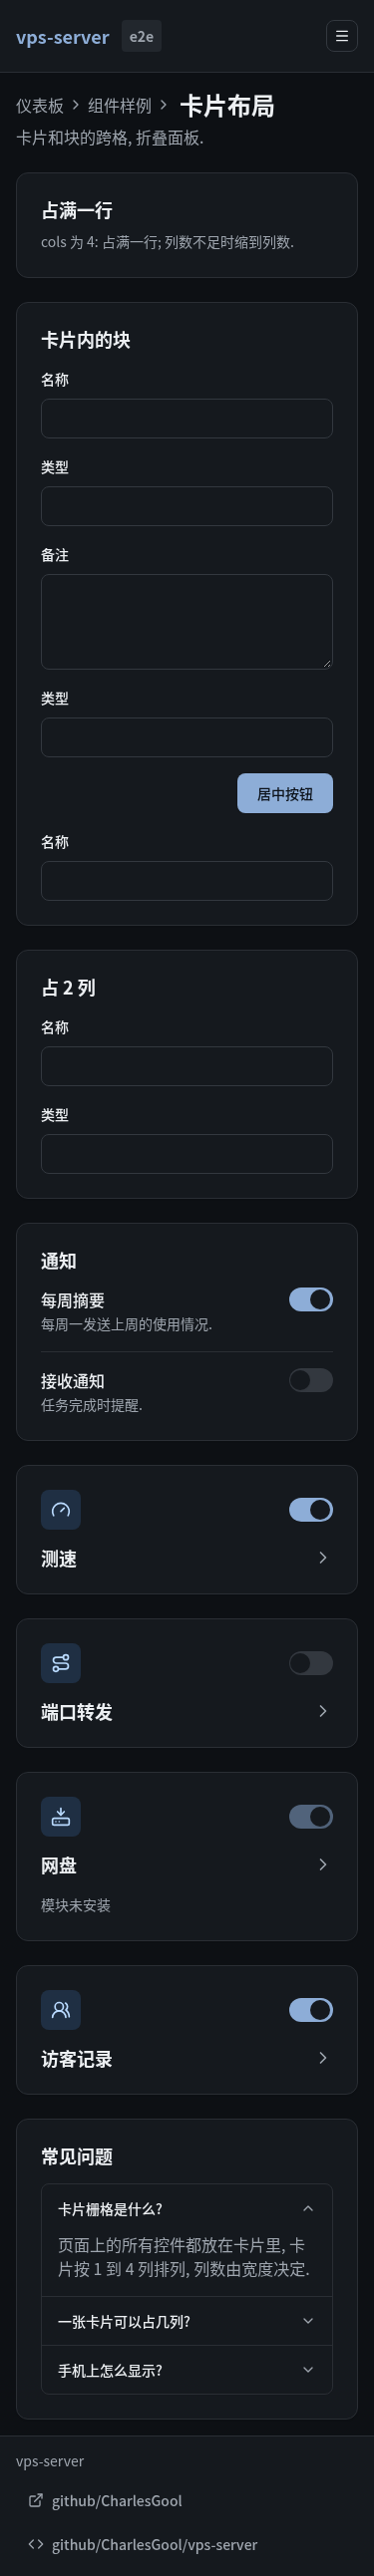 vps-server e2e
仪表板 > 组件样例 > 卡片布局
卡片和块的跨格, 折叠面板.
占满一行
cols 为 4: 占满一行; 列数不足时缩到列数.
卡片内的块
名称
类型
备注
类型
居中按钮
名称
占 2 列
名称
类型
通知
每周摘要
每周一发送上周的使用情况.
接收通知
任务完成时提醒.
测速
端口转发
网盘
模块未安装
访客记录
常见问题
卡片栅格是什么?
页面上的所有控件都放在卡片里, 卡
片按 1 到 4 列排列, 列数由宽度决定.
一张卡片可以占几列?
手机上怎么显示?
vps-server
github/CharlesGool
github/CharlesGool/vps-server